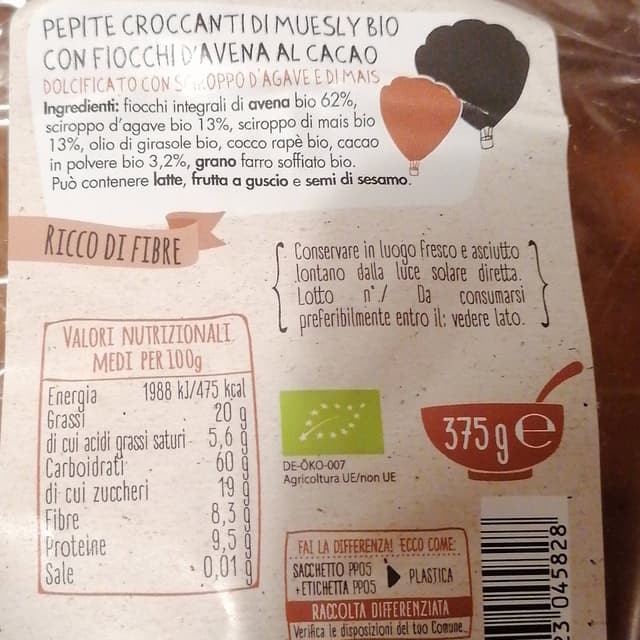 PEPITE CROCCANTI DI MUESLY BIO
CON FIOCCHI D'AVENA AL CACAO
DOLCIFICATO CON SCIROPPO D'AGAVE E DI MAIS
Ingredienti: fiocchi integrali di avena bio 62%,
sciroppo d'agave bio 13%, sciroppo di mais bio
13%, olio di girasole bio, cocco rapè bio, cacao
in polvere bio 3,2%, grano farro soffiato bio.
Può contenere latte, frutta a guscio e semi di sesamo.
RICCO DI FIBRE
Conservare in luogo fresco e asciutto
lontano dalla luce solare diretta.
Lotto n°/ Da consumarsi
preferibilmente entro il: vedere lato.
VALORI NUTRIZIONALI
MEDI PER 100g
Energia 1988 kJ/475 kcal
Grassi 20 g
di cui acidi grassi saturi 5,6 g
Carboidrati 60 g
di cui zuccheri 19 g
Fibre 8,3 g
Proteine 9,5 g
Sale 0,01 g
DE-ÖKO-007
Agricoltura UE/non UE
375 g e
FAI LA DIFFERENZA! ECCO COME:
SACCHETTO PP05
+ETICHETTA PP05
PLASTICA
RACCOLTA DIFFERENZIATA
Verifica le disposizioni del tuo Comune
045828